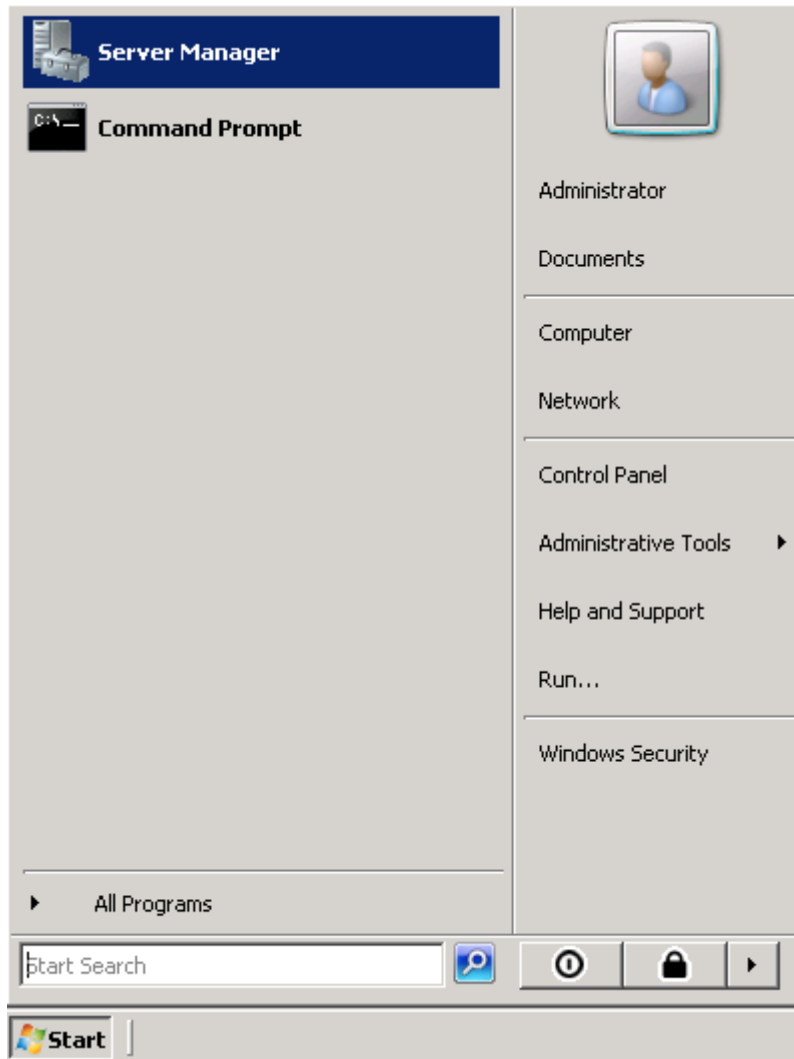 Server Manager
C:\
Command Prompt
Administrator
Documents
Computer
Network
Control Panel
Administrative Tools
Help and Support
Run...
Windows Security
All Programs
Start Search
Start